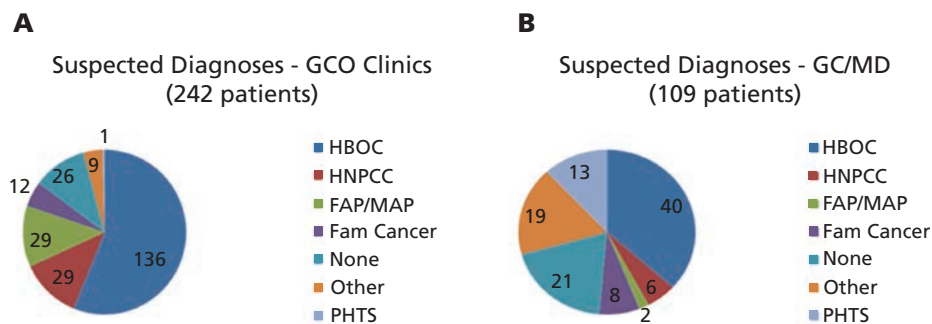 A
Suspected Diagnoses - GCO Clinics
(242 patients)
1
9
26
12
29
29
136
HBOC
HNPCC
FAP/MAP
Fam Cancer
None
Other
PHTS
B
Suspected Diagnoses - GC/MD
(109 patients)
13
40
19
21
8
6
2
HBOC
HNPCC
FAP/MAP
Fam Cancer
None
Other
PHTS